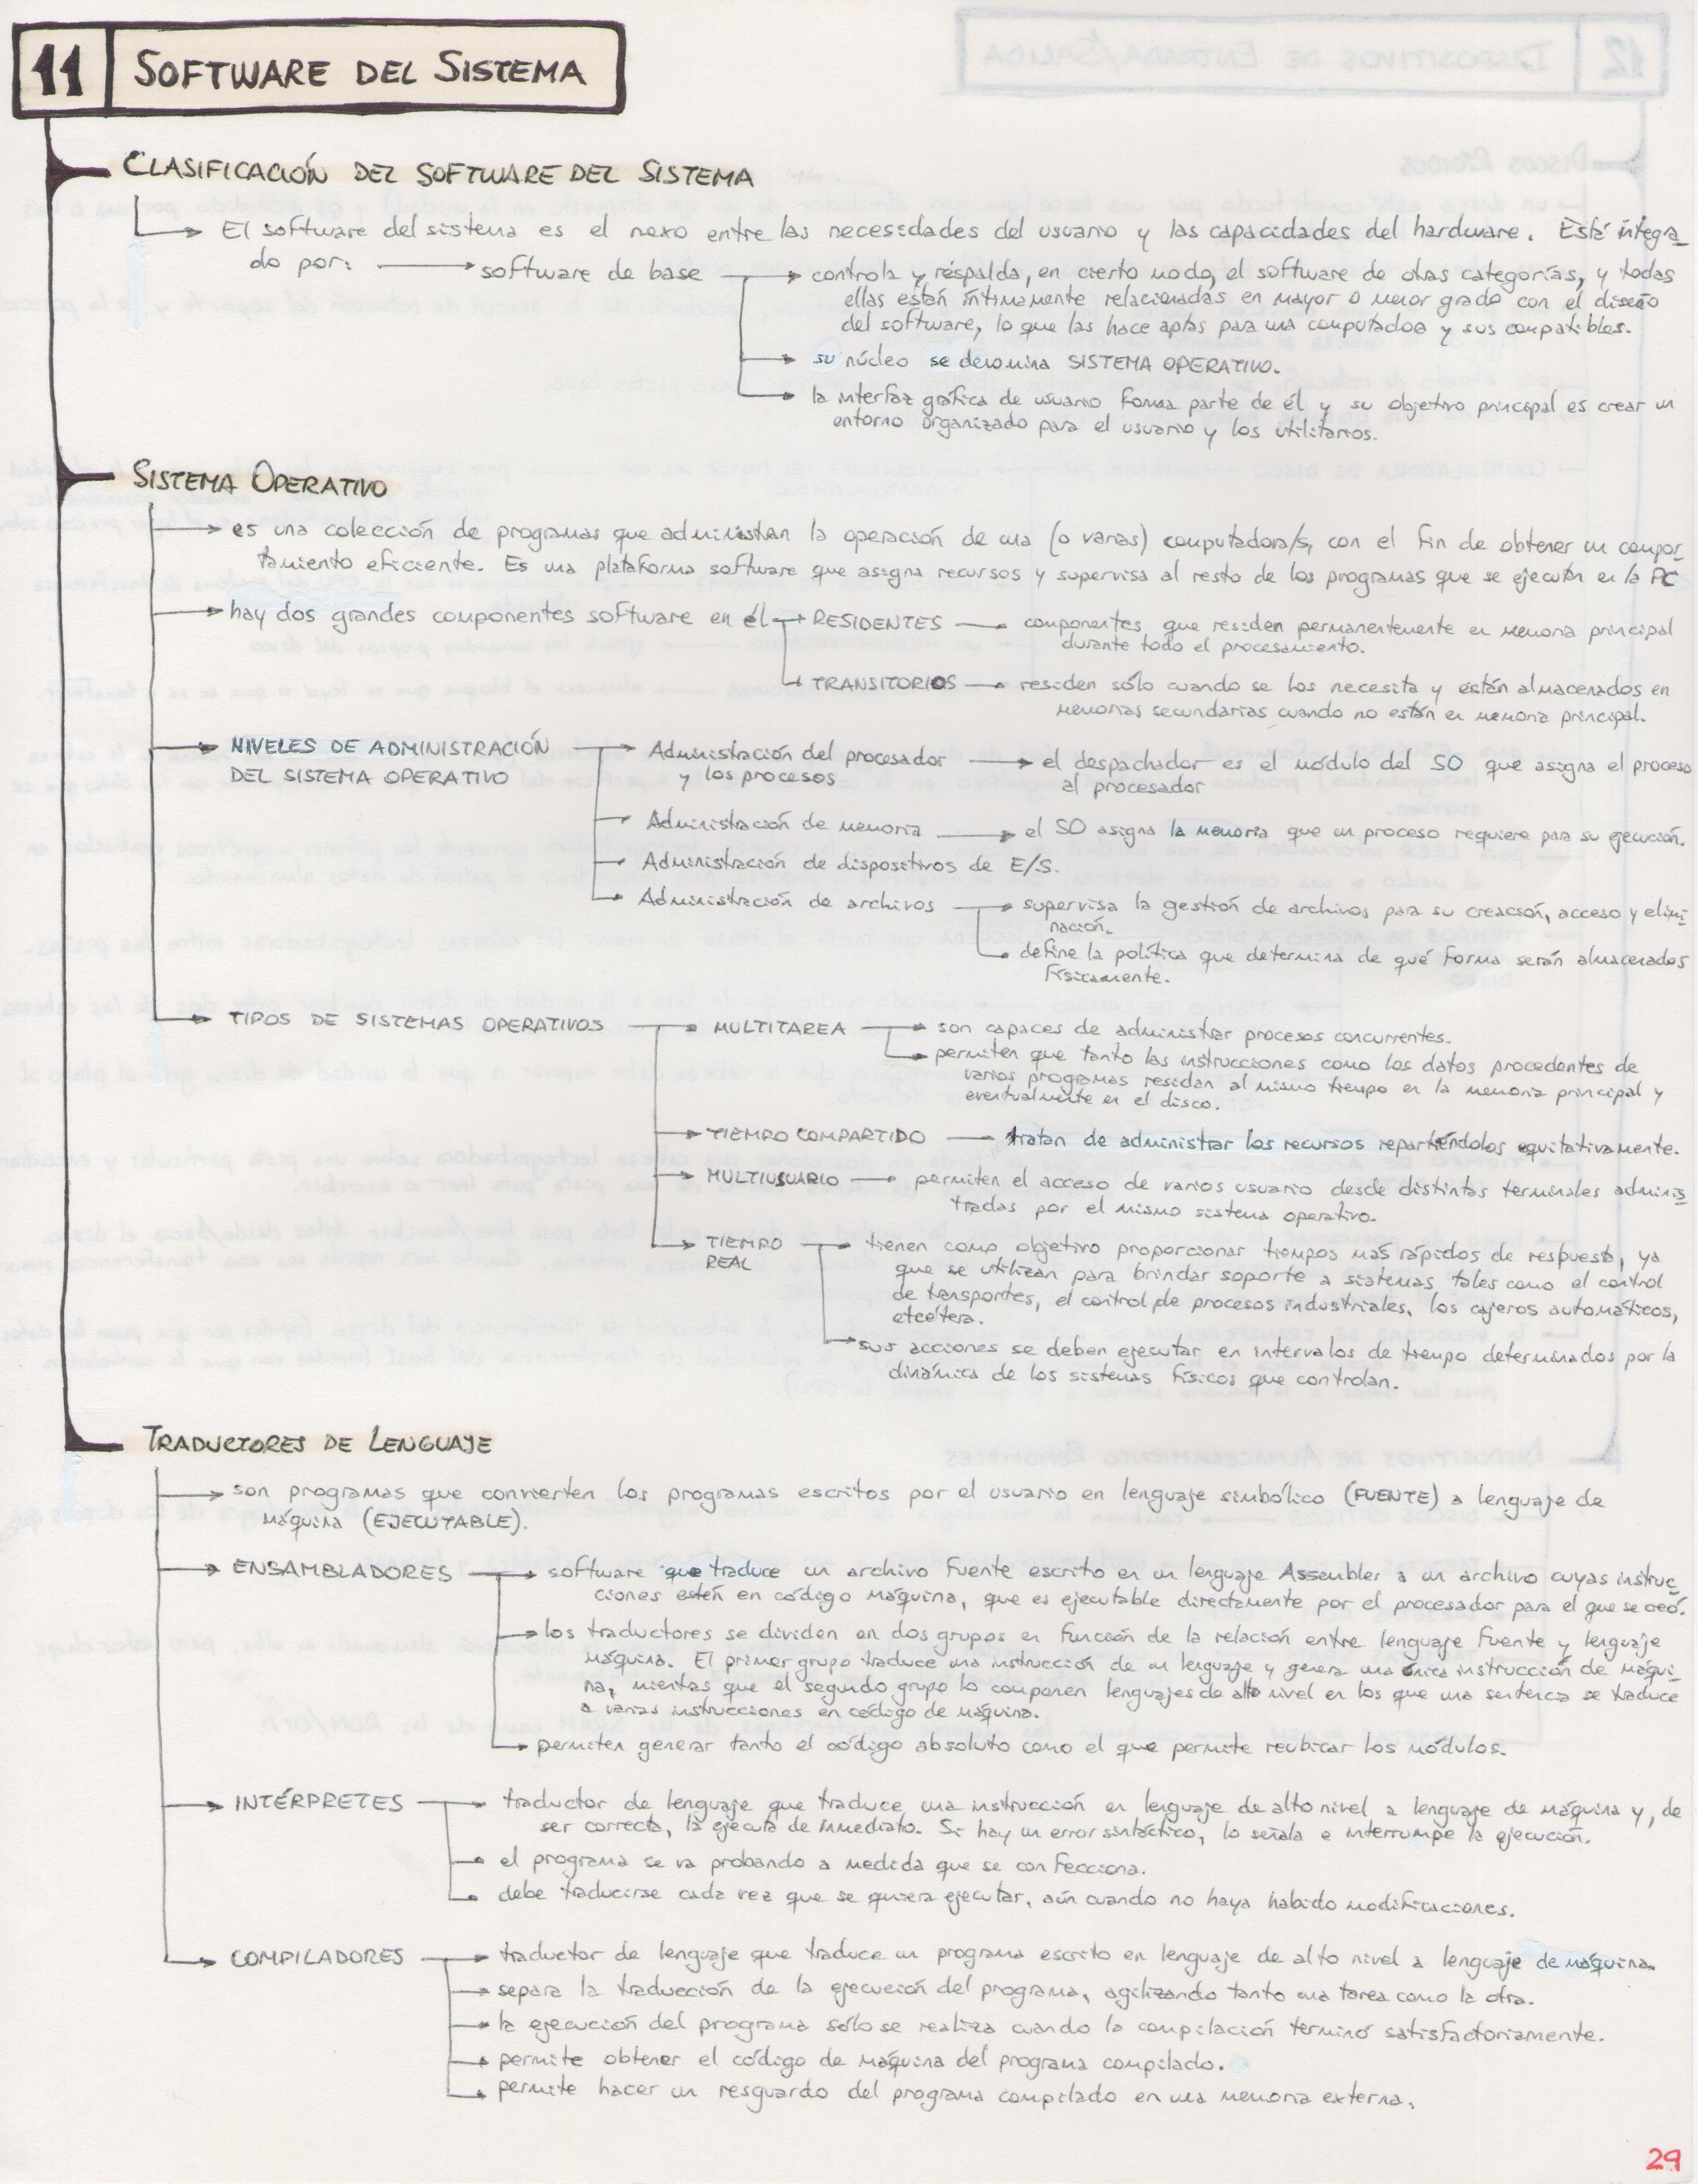 11 SOFTWARE DEL SISTEMA
CLASIFICACIÓN DEL SOFTWARE DEL SISTEMA
El software del sistema es el nexo entre las necesidades del usuario y las capacidades del hardware. Está integra_
do por: software de base controla y respalda, en cierto modo, el software de otras categorías, y todas
ellas están íntimamente relacionadas en mayor o menor grado con el diseño
del software, lo que las hace aptas para una computadora y sus compatibles.
su núcleo se denomina SISTEMA OPERATIVO.
la interfaz gráfica de usuario forma parte de él y su objetivo principal es crear un
entorno organizado para el usuario y los utilitarios.
SISTEMA OPERATIVO
es una colección de programas que administran la operación de una (o varias) computadora/s, con el fin de obtener un compor_
tamiento eficiente. Es una plataforma software que asigna recursos y supervisa al resto de los programas que se ejecutan en la PC
hay dos grandes componentes software en él RESIDENTES componentes que residen permanentemente en memoria principal
durante todo el procesamiento.
TRANSITORIOS residen sólo cuando se los necesita y están almacenados en
memorias secundarias cuando no están en memoria principal.
NIVELES DE ADMINISTRACIÓN Administración del procesador el despachador es el módulo del SO que asigna el proceso
DEL SISTEMA OPERATIVO y los procesos al procesador
Administración de memoria el SO asigna la memoria que un proceso requiere para su ejecución.
Administración de dispositivos de E/S.
Administración de archivos supervisa la gestión de archivos para su creación, acceso y elimi_
nación.
define la política que determina de qué forma serán almacenados
físicamente.
TIPOS DE SISTEMAS OPERATIVOS MULTITAREA son capaces de administrar procesos concurrentes.
permiten que tanto las instrucciones como los datos procedentes de
varios programas residan al mismo tiempo en la memoria principal y
eventualmente en el disco.
TIEMPO COMPARTIDO tratan de administrar los recursos repartiéndolos equitativamente.
MULTIUSUARIO permiten el acceso de varios usuario desde distintas terminales adminis_
tradas por el mismo sistema operativo.
TIEMPO tienen como objetivo proporcionar tiempos más rápidos de respuesta, ya
REAL que se utilizan para brindar soporte a sistemas tales como el control
de transportes, el control de procesos industriales, los cajeros automáticos,
etcétera.
sus acciones se deben ejecutar en intervalos de tiempo determinados por la
dinámica de los sistemas físicos que controlan.
TRADUCTORES DE LENGUAJE
son programas que convierten los programas escritos por el usuario en lenguaje simbólico (FUENTE) a lenguaje de
máquina (EJECUTABLE).
ENSAMBLADORES software que traduce un archivo fuente escrito en un lenguaje Assembler a un archivo cuyas instruc_
ciones estén en código máquina, que es ejecutable directamente por el procesador para el que se creó.
los traductores se dividen en dos grupos en función de la relación entre lenguaje fuente y lenguaje
máquina. El primer grupo traduce una instrucción de un lenguaje y genera una única instrucción de máqui_
na, mientas que el segundo grupo lo componen lenguajes de alto nivel en los que una sentencia se traduce
a varias instrucciones en código de máquina.
permiten generar tanto el código absoluto como el que permite reubicar los módulos.
INTÉRPRETES traductor de lenguaje que traduce una instrucción en lenguaje de alto nivel a lenguaje de máquina y, de
ser correcta, la ejecuta de inmediato. Si hay un error sintáctico, lo señala e interrumpe la ejecución.
el programa se va probando a medida que se confecciona.
debe traducirse cada vez que se quiera ejecutar, aún cuando no haya habido modificaciones.
COMPILADORES traductor de lenguaje que traduce un programa escrito en lenguaje de alto nivel a lenguaje de máquina.
separa la traducción de la ejecución del programa, agilizando tanto una tarea como la otra.
la ejecución del programa sólo se realiza cuando la compilación terminó satisfactoriamente.
permite obtener el código de máquina del programa compilado.
permite hacer un resguardo del programa compilado en una memoria externa.
29